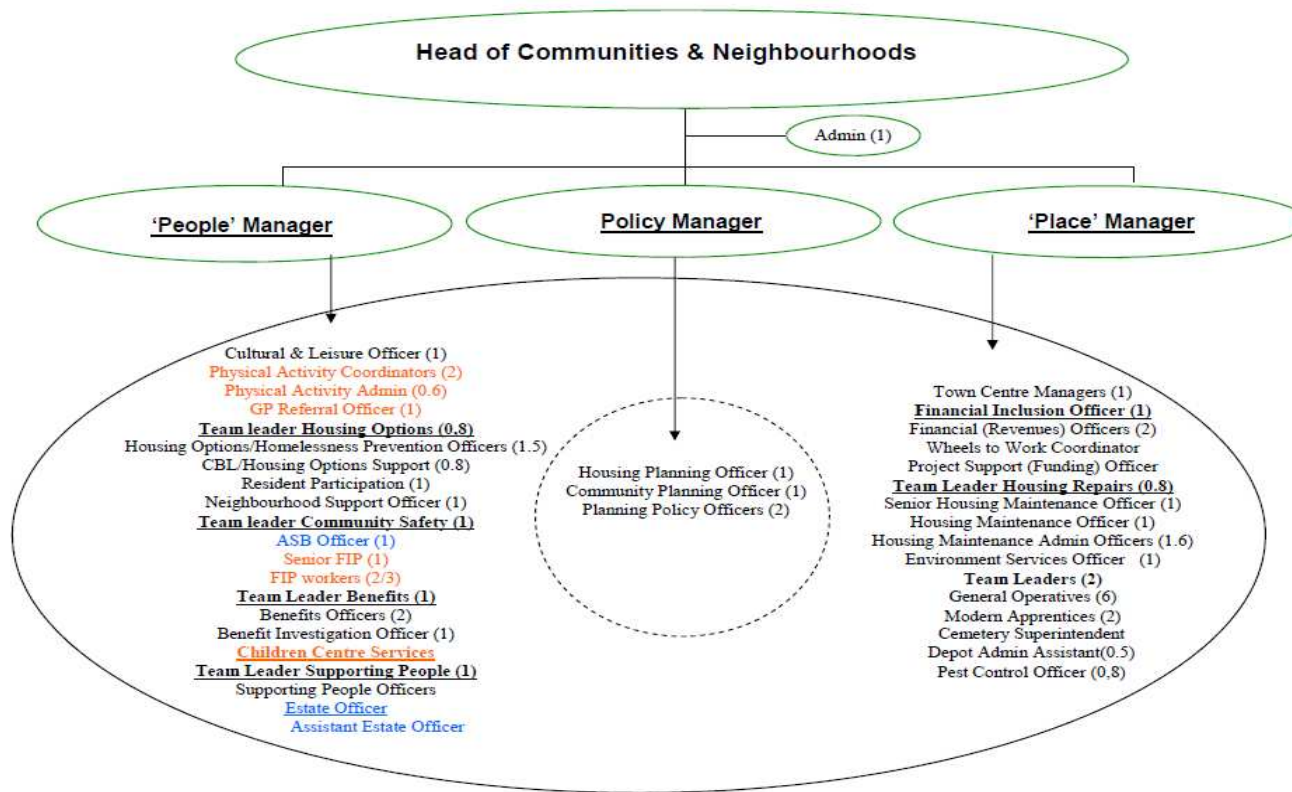 Head of Communities & Neighbourhoods
Admin (1)
'People' Manager
Policy Manager
'Place' Manager
Cultural & Leisure Officer (1)
Physical Activity Coordinators (2)
Physical Activity Admin (0.6)
GP Referral Officer (1)
Team leader Housing Options (0,8)
Housing Options/Homelessness Prevention Officers (1.5)
CBL/Housing Options Support (0.8)
Resident Participation (1)
Neighbourhood Support Officer (1)
Team leader Community Safety (1)
ASB Officer (1)
Senior FIP (1)
FIP workers (2/3)
Team Leader Benefits (1)
Benefits Officers (2)
Benefit Investigation Officer (1)
Children Centre Services
Team Leader Supporting People (1)
Supporting People Officers
Estate Officer
Assistant Estate Officer
Housing Planning Officer (1)
Community Planning Officer (1)
Planning Policy Officers (2)
Town Centre Managers (1)
Financial Inclusion Officer (1)
Financial (Revenues) Officers (2)
Wheels to Work Coordinator
Project Support (Funding) Officer
Team Leader Housing Repairs (0.8)
Senior Housing Maintenance Officer (1)
Housing Maintenance Officer (1)
Housing Maintenance Admin Officers (1.6)
Environment Services Officer (1)
Team Leaders (2)
General Operatives (6)
Modern Apprentices (2)
Cemetery Superintendent
Depot Admin Assistant(0.5)
Pest Control Officer (0,8)